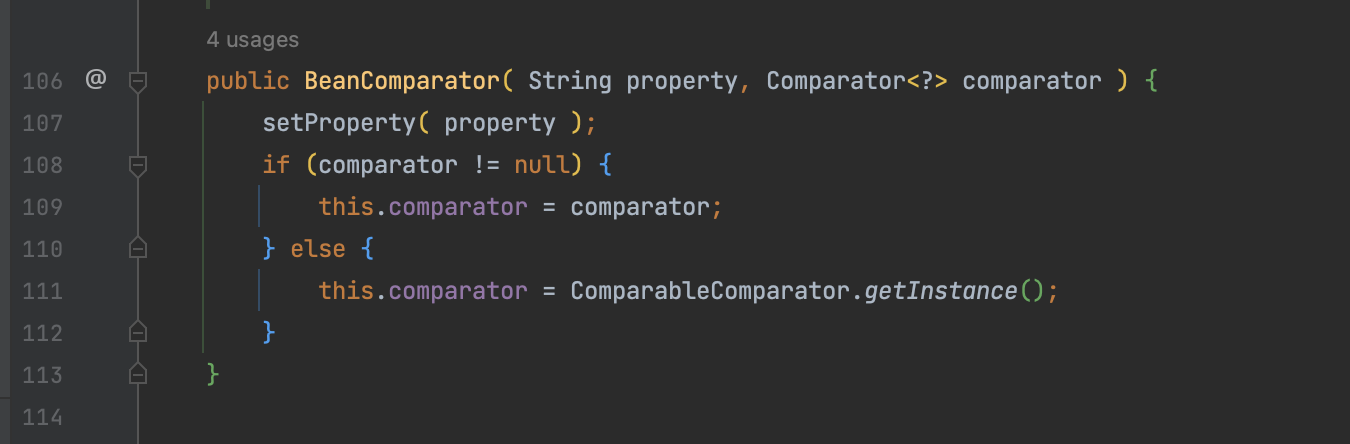 4 usages
106 @ public BeanComparator( String property, Comparator<?> comparator ) {
107 setProperty( property );
108 if (comparator != null) {
109 this.comparator = comparator;
110 } else {
111 this.comparator = ComparableComparator.getInstance();
112 }
113 }
114